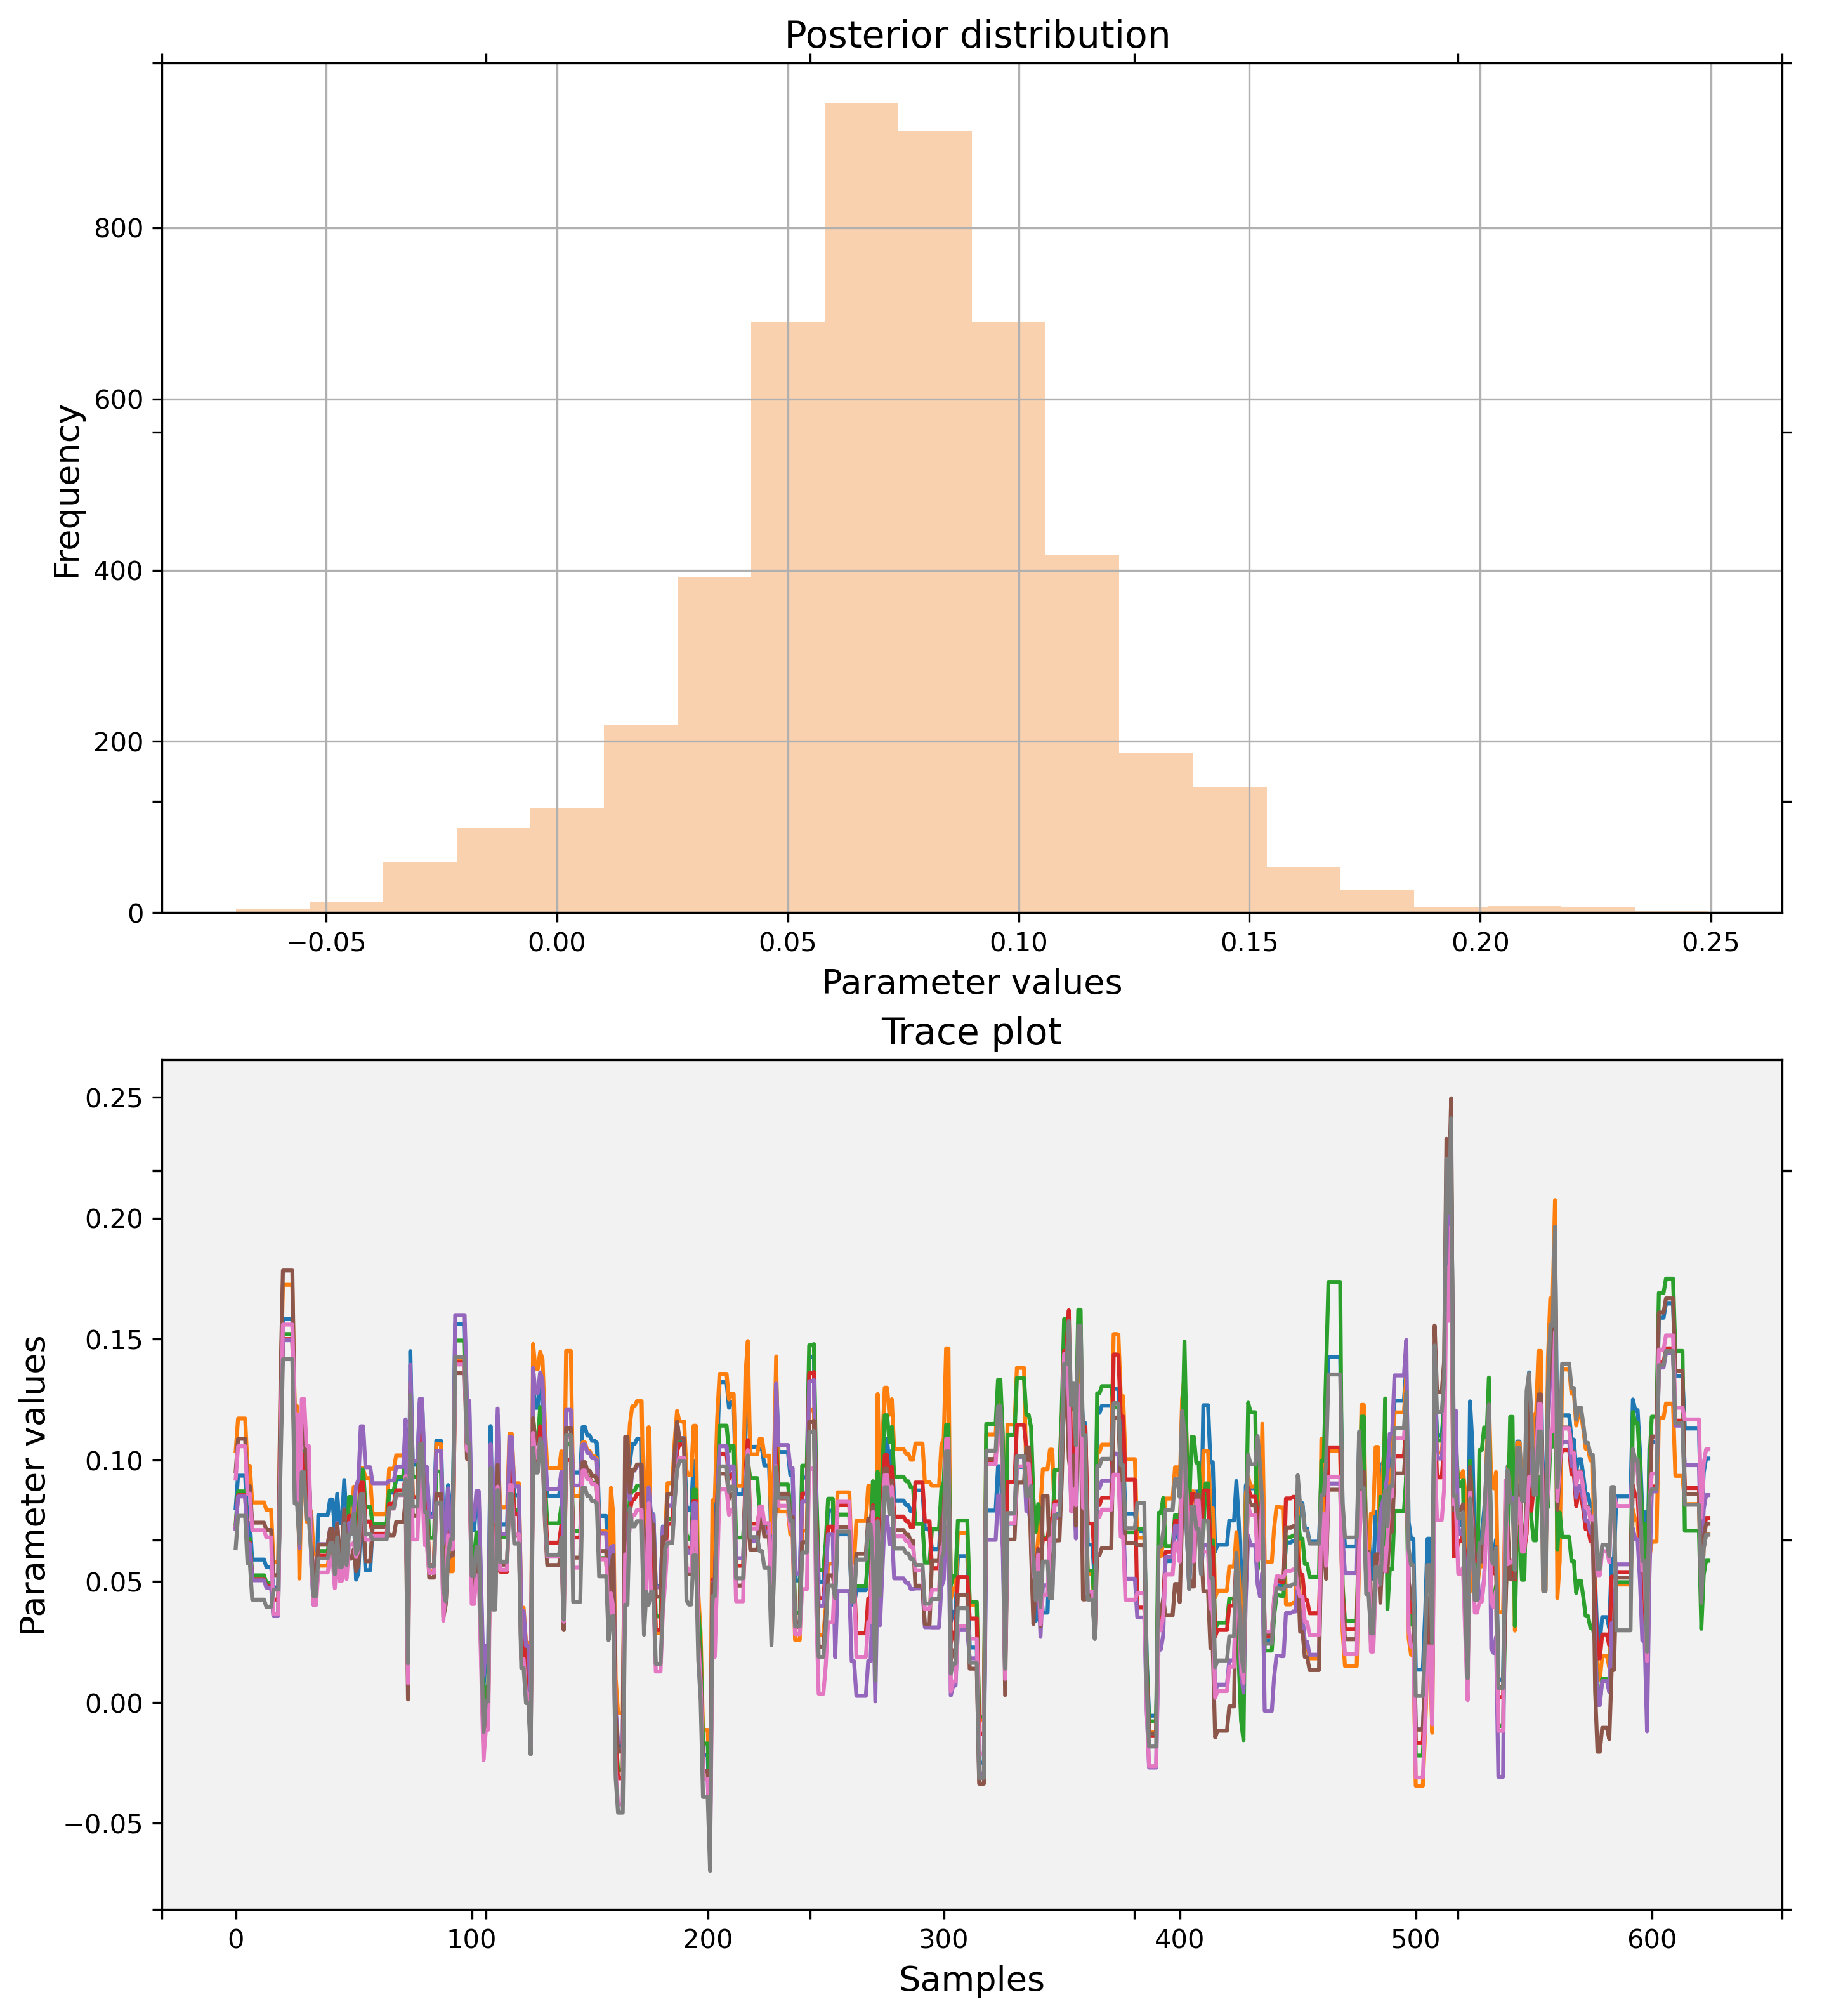 Posterior distribution
800
600
400
200
0
Frequency
−0.05 0.00 0.05 0.10 0.15 0.20 0.25
Parameter values
Trace plot
0.25
0.20
0.15
0.10
0.05
0.00
−0.05
Parameter values
0 100 200 300 400 500 600
Samples